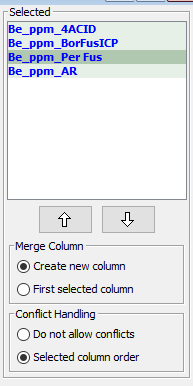 Selected
Be_ppm_4ACID
Be_ppm_BorFusICP
Be_ppm_Per Fus
Be_ppm_AR
Merge Column
Create new column
First selected column
Conflict Handling
Do not allow conflicts
Selected column order